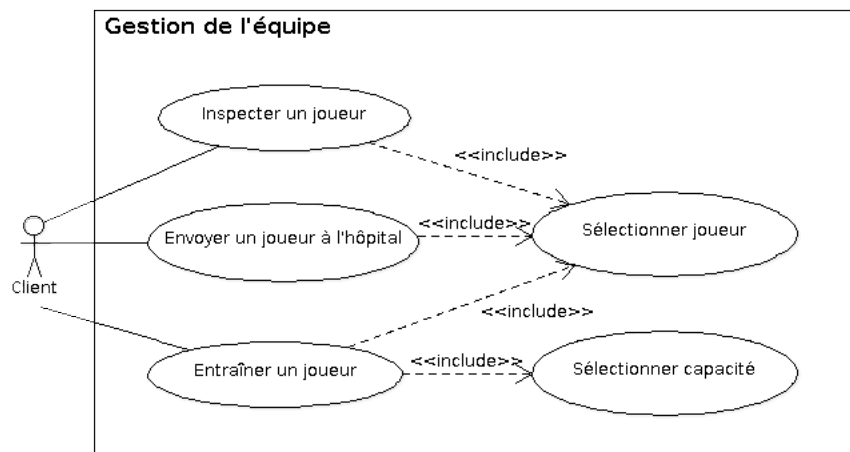 Gestion de l'équipe
Inspecter un joueur
<<include>>
Envoyer un joueur à l'hôpital
<<include>>
Sélectionner joueur
Client
<<include>>
Entraîner un joueur
<<include>>
Sélectionner capacité